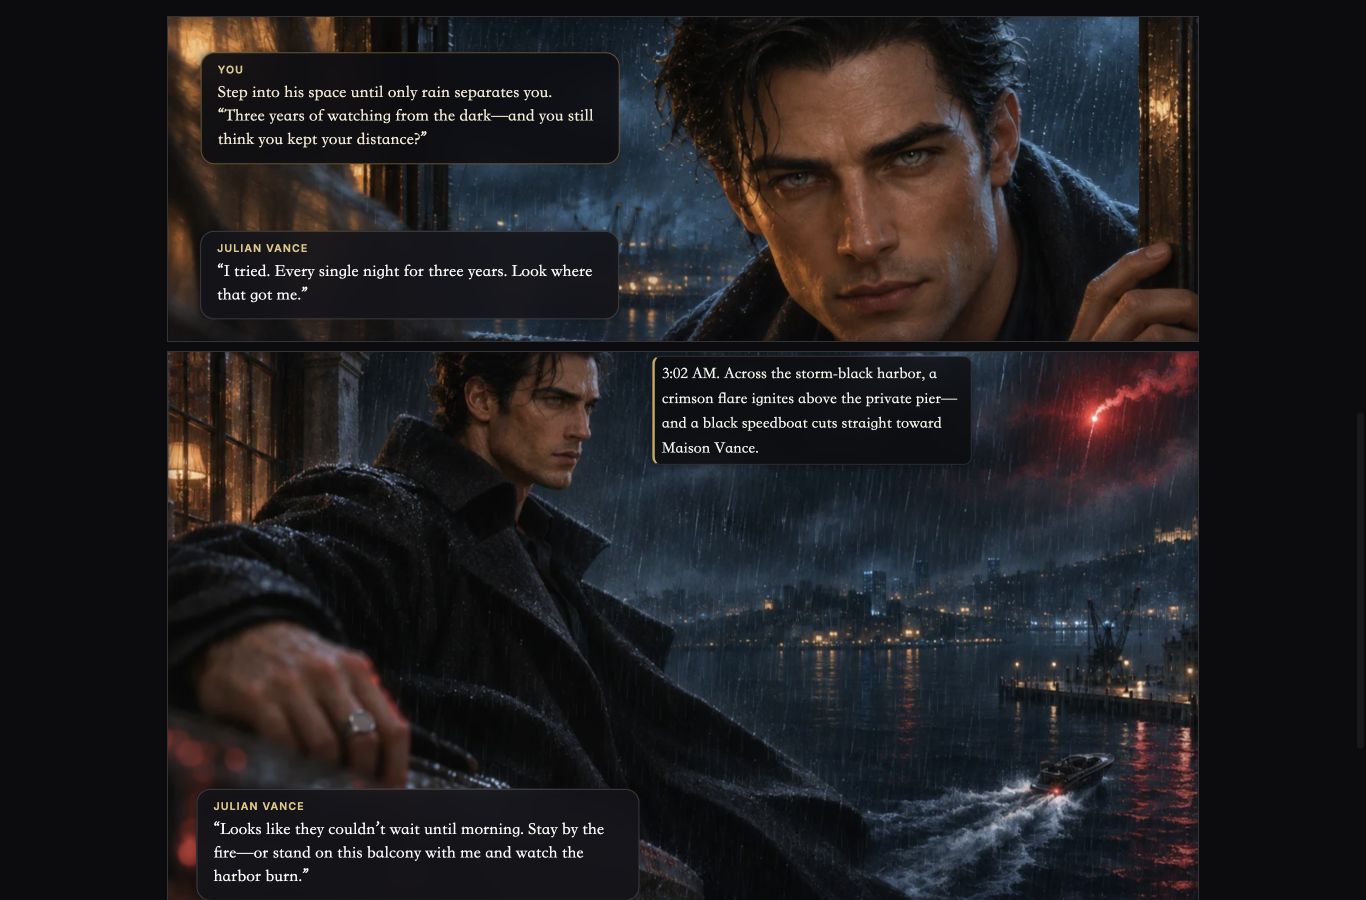 YOU
Step into his space until only rain separates you.
“Three years of watching from the dark—and you still
think you kept your distance?”
JULIAN VANCE
“I tried. Every single night for three years. Look where
that got me.”
3:02 AM. Across the storm-black harbor, a
crimson flare ignites above the private pier—
and a black speedboat cuts straight toward
Maison Vance.
JULIAN VANCE
“Looks like they couldn’t wait until morning. Stay by the
fire—or stand on this balcony with me and watch the
harbor burn.”